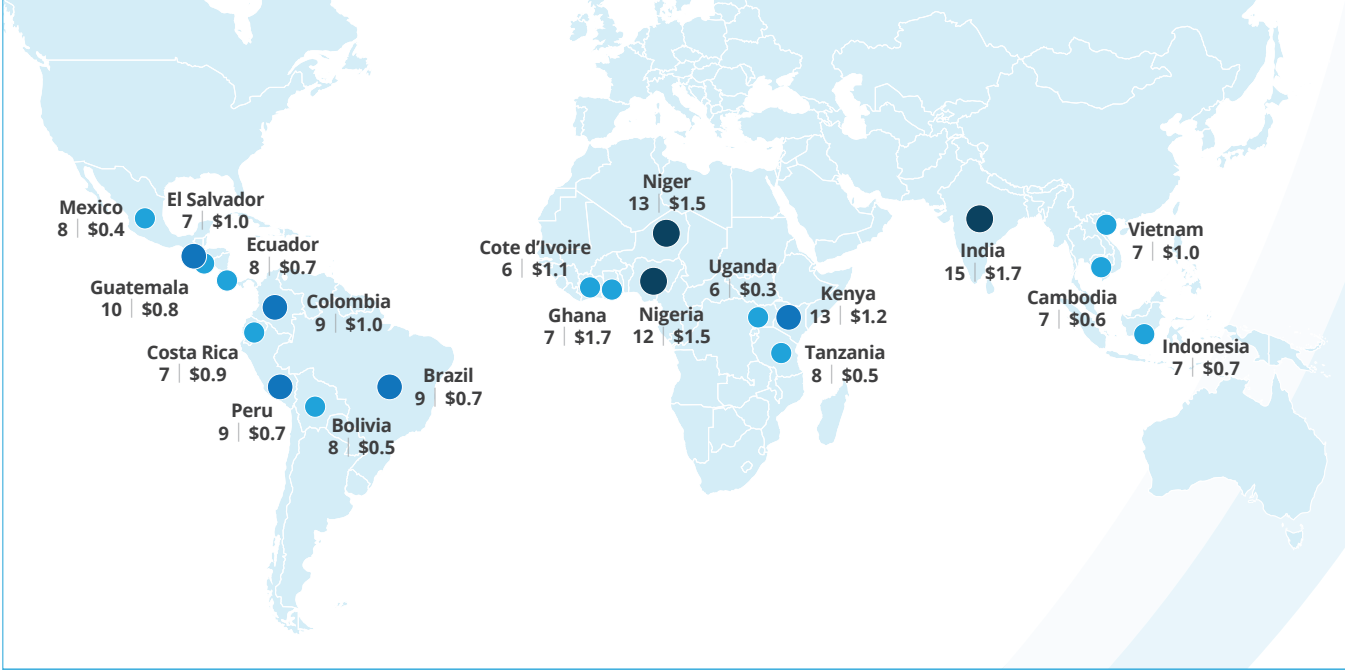 Mexico
8 | $0.4
El Salvador
7 | $1.0
Ecuador
8 | $0.7
Guatemala
10 | $0.8
Colombia
9 | $1.0
Costa Rica
7 | $0.9
Peru
9 | $0.7
Bolivia
8 | $0.5
Brazil
9 | $0.7
Niger
13 | $1.5
Cote d’Ivoire
6 | $1.1
Ghana
7 | $1.7
Nigeria
12 | $1.5
Uganda
6 | $0.3
Kenya
13 | $1.2
Tanzania
8 | $0.5
India
15 | $1.7
Vietnam
7 | $1.0
Cambodia
7 | $0.6
Indonesia
7 | $0.7